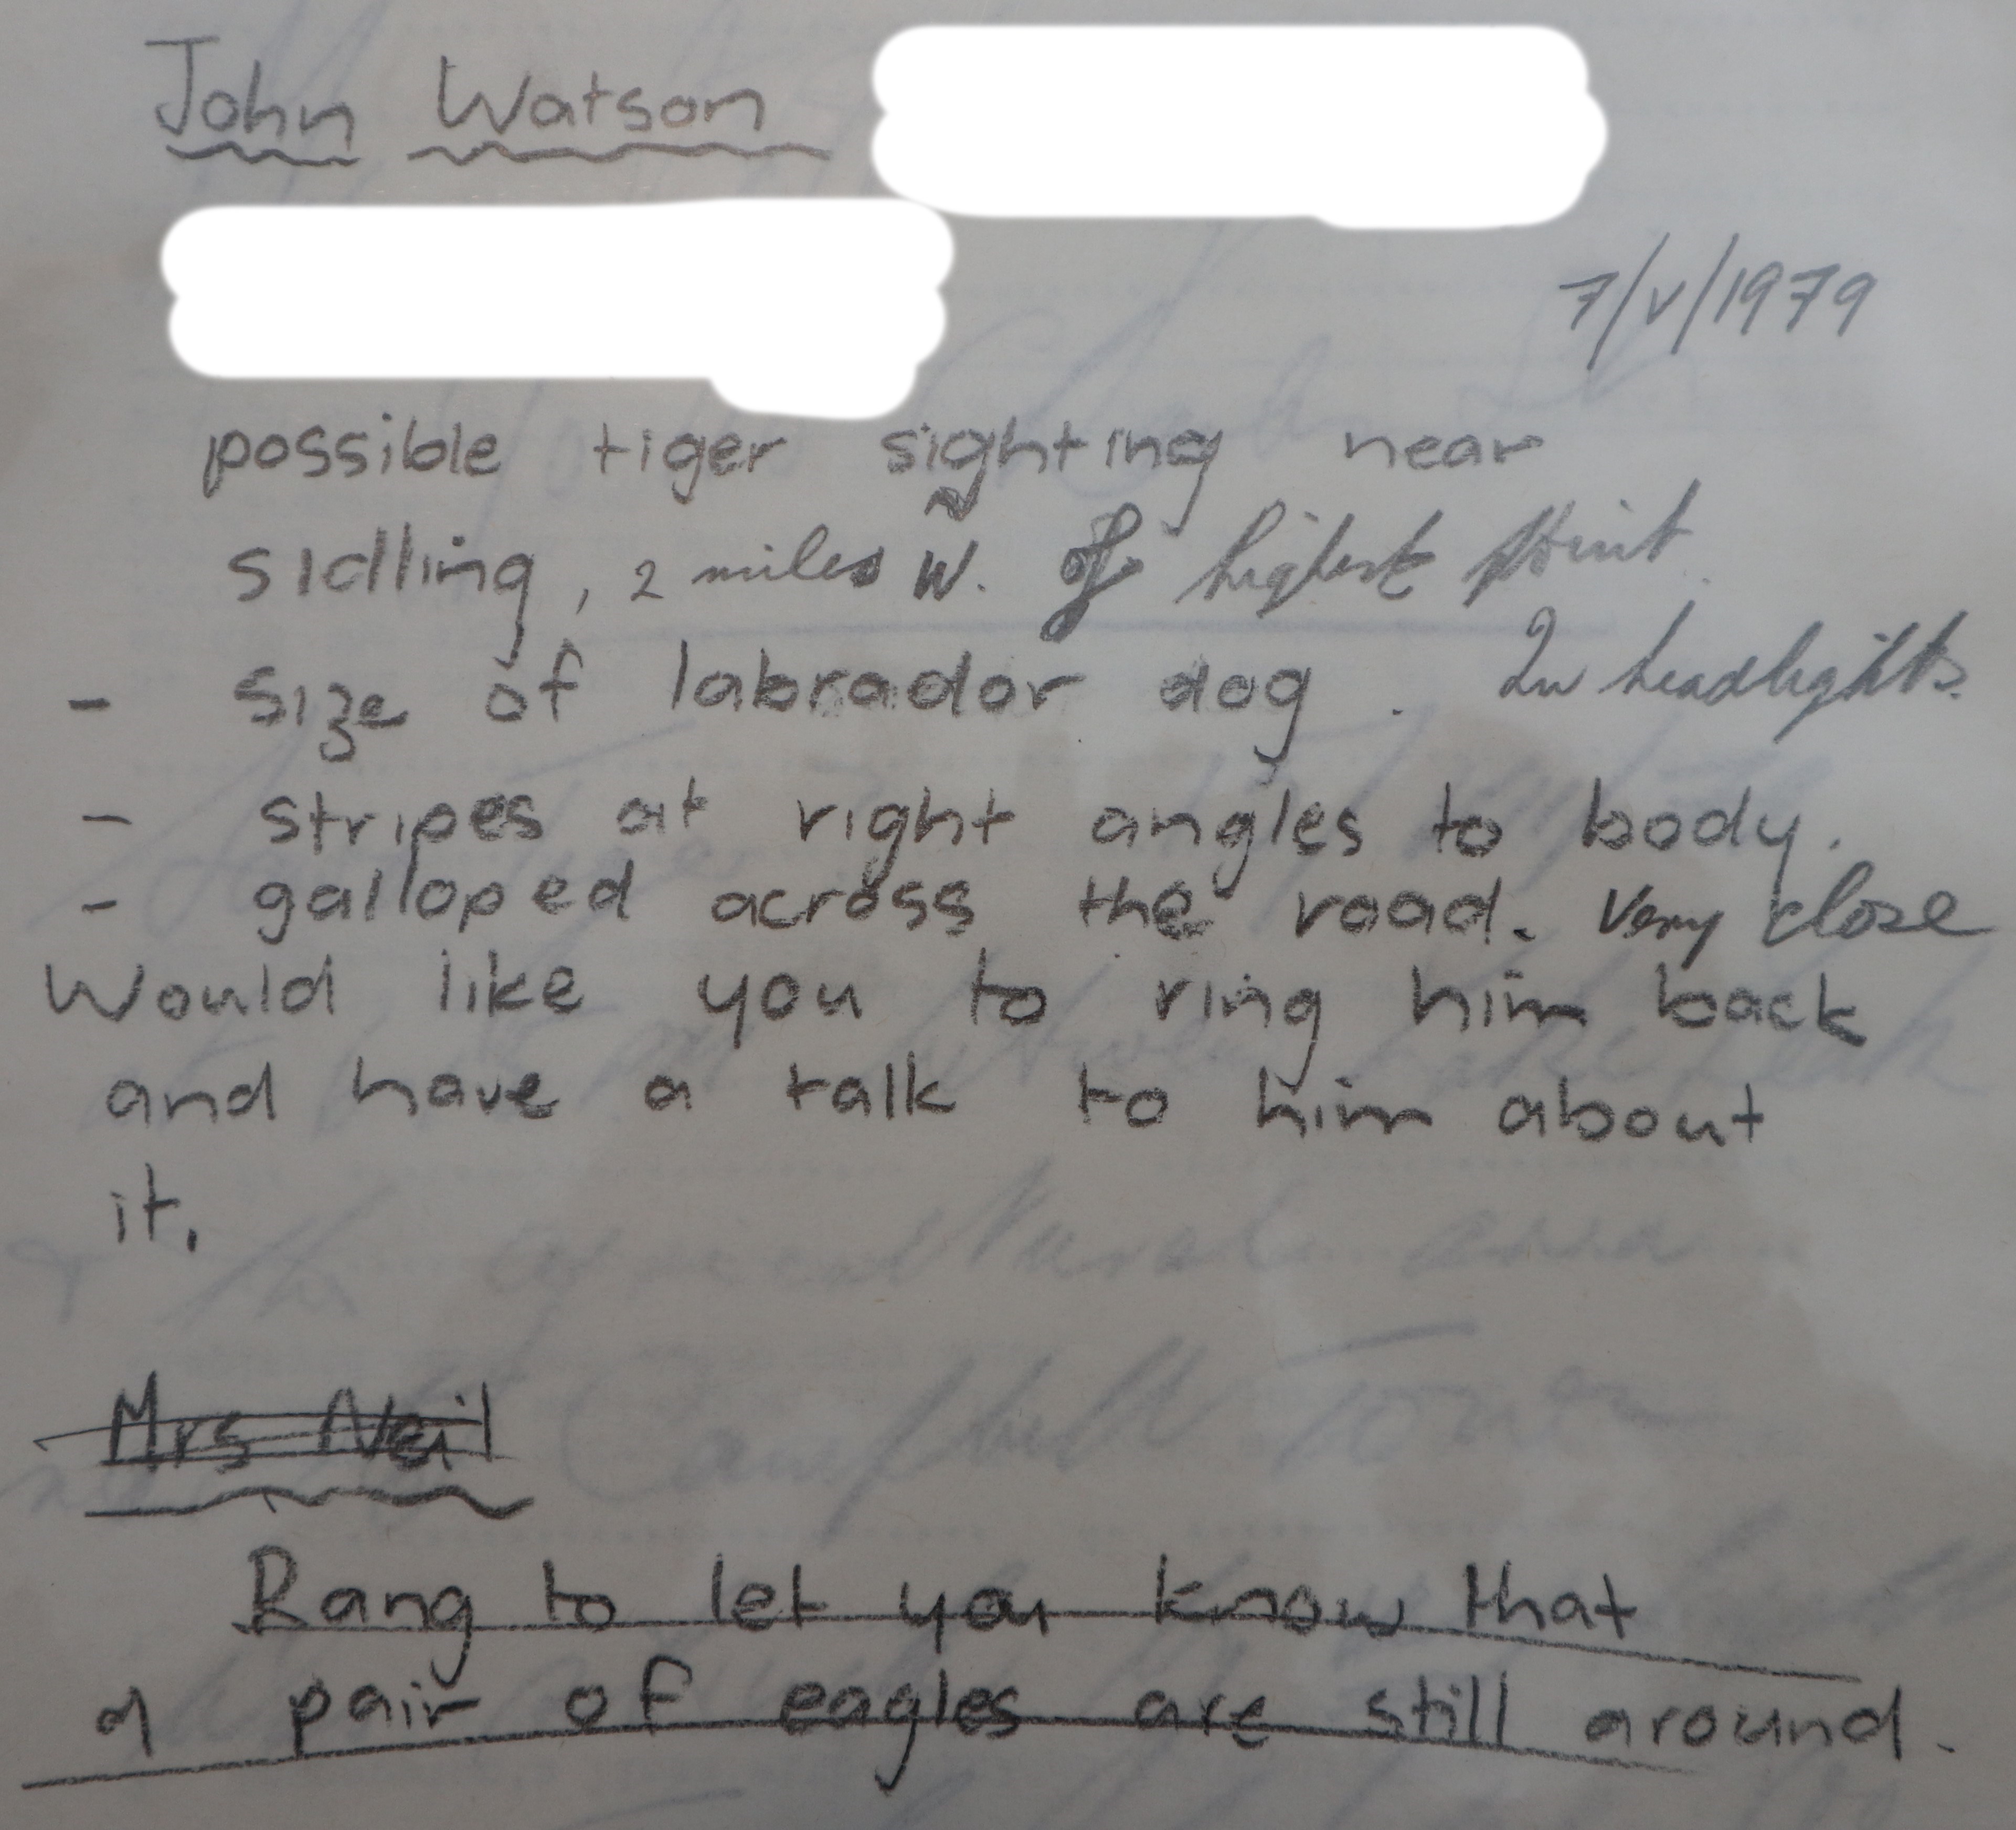 John Watson
7/V/1979
possible tiger sighting near
sidling, 2 miles W. of highest point.
- size of labrador dog. In headlights.
- stripes at right angles to body.
- galloped across the road. Very close
Would like you to ring him back
and have a talk to him about
it.
Mrs Neil
Rang to let you know that
a pair of eagles are still around.